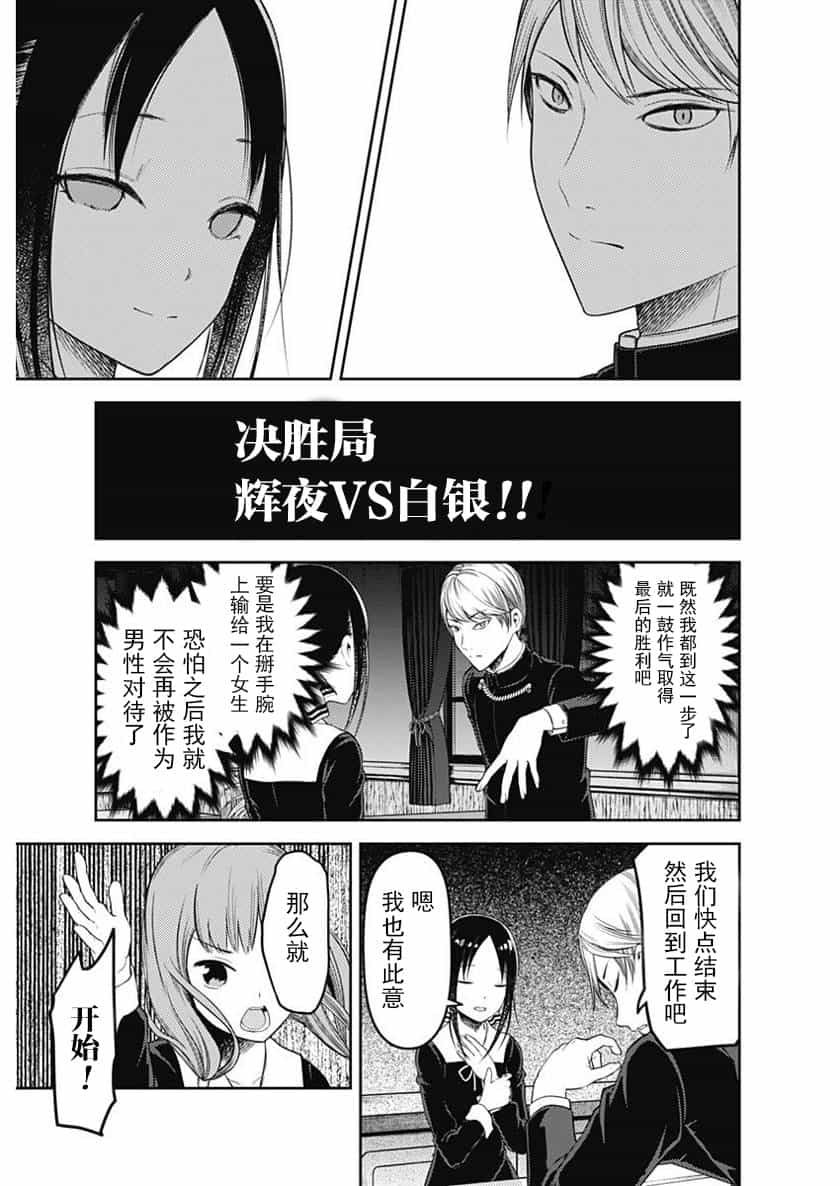 决胜局
辉夜VS白银!!!
既然我都到这一步了
就一鼓作气取得
最后的胜利吧
要是我在掰手腕
上输给一个女生
恐怕之后我就
不会再被作为
男性对待了
我们快点结束
然后回到工作吧
嗯
我也有此意
那么就
开始!